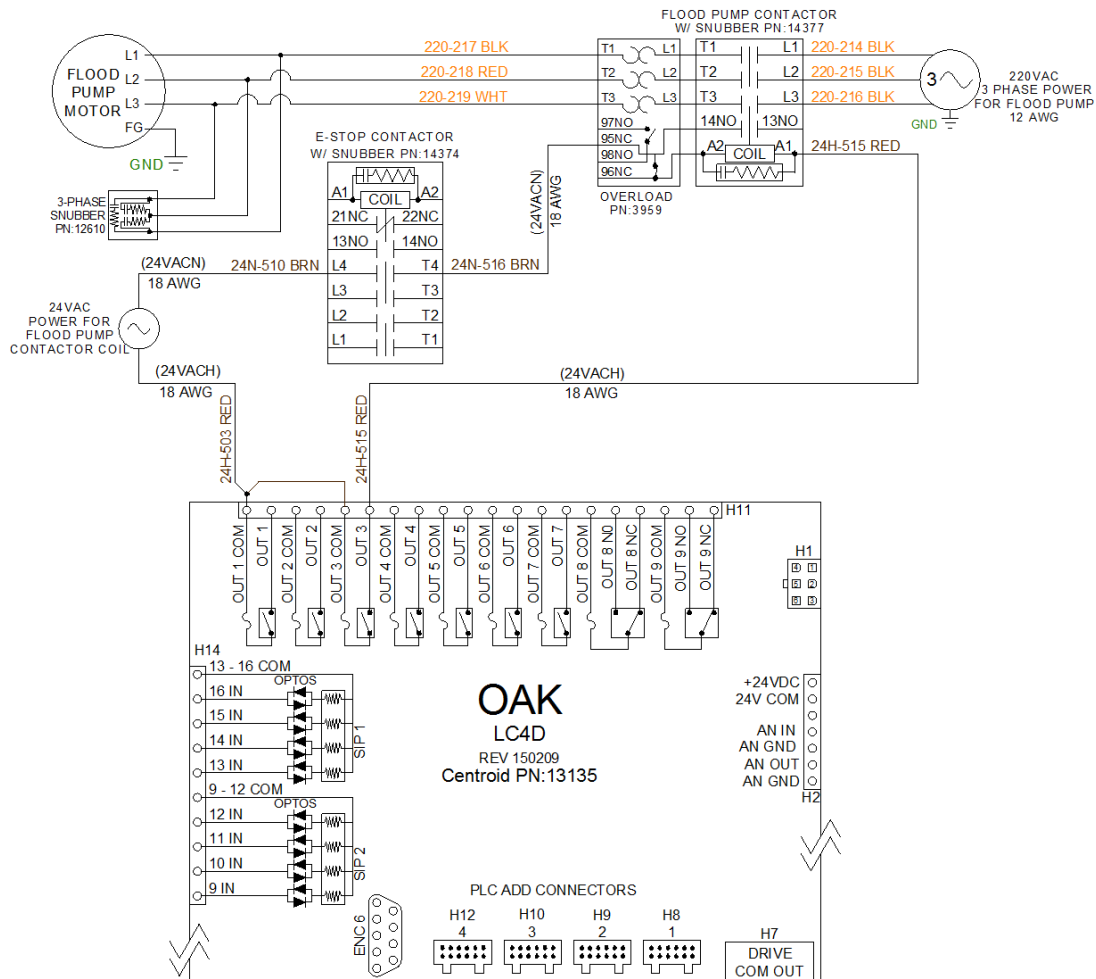 FLOOD PUMP CONTACTOR
W/ SNUBBER PN:14377
L1
L2
L3
FG
FLOOD
PUMP
MOTOR
GND
220-217 BLK
220-218 RED
220-219 WHT
T1 L1
T2 L2
T3 L3
97NO
95NC
98NO
96NC
OVERLOAD
PN:3959
T1 L1
T2 L2
T3 L3
14NO 13NO
A2 COIL A1
220-214 BLK
220-215 BLK
220-216 BLK
3
GND
220VAC
3 PHASE POWER
FOR FLOOD PUMP
12 AWG
24H-515 RED
E-STOP CONTACTOR
W/ SNUBBER PN:14374
A1 COIL A2
21NC 22NC
13NO 14NO
L4 T4
L3 T3
L2 T2
L1 T1
3-PHASE
SNUBBER
PN:12610
(24VACN)
18 AWG
24N-510 BRN
24N-516 BRN
(24VACN)
18 AWG
24VAC
POWER FOR
FLOOD PUMP
CONTACTOR COIL
(24VACH)
18 AWG
(24VACH)
18 AWG
24H-503 RED
24H-515 RED
H11
OUT 1 COM
OUT 1
OUT 2 COM
OUT 2
OUT 3 COM
OUT 3
OUT 4 COM
OUT 4
OUT 5 COM
OUT 5
OUT 6 COM
OUT 6
OUT 7 COM
OUT 7
OUT 8 COM
OUT 8 N0
OUT 8 NC
OUT 9 COM
OUT 9 NO
OUT 9 NC
H1
4 1
5 2
6 3
H14
13 - 16 COM
OPTOS
16 IN
15 IN
14 IN
13 IN
SIP 1
9 - 12 COM
OPTOS
12 IN
11 IN
10 IN
9 IN
SIP 2
OAK
LC4D
REV 150209
Centroid PN:13135
+24VDC
24V COM
AN IN
AN GND
AN OUT
AN GND
H2
ENC 6
PLC ADD CONNECTORS
H12
4
H10
3
H9
2
H8
1
H7
DRIVE
COM OUT